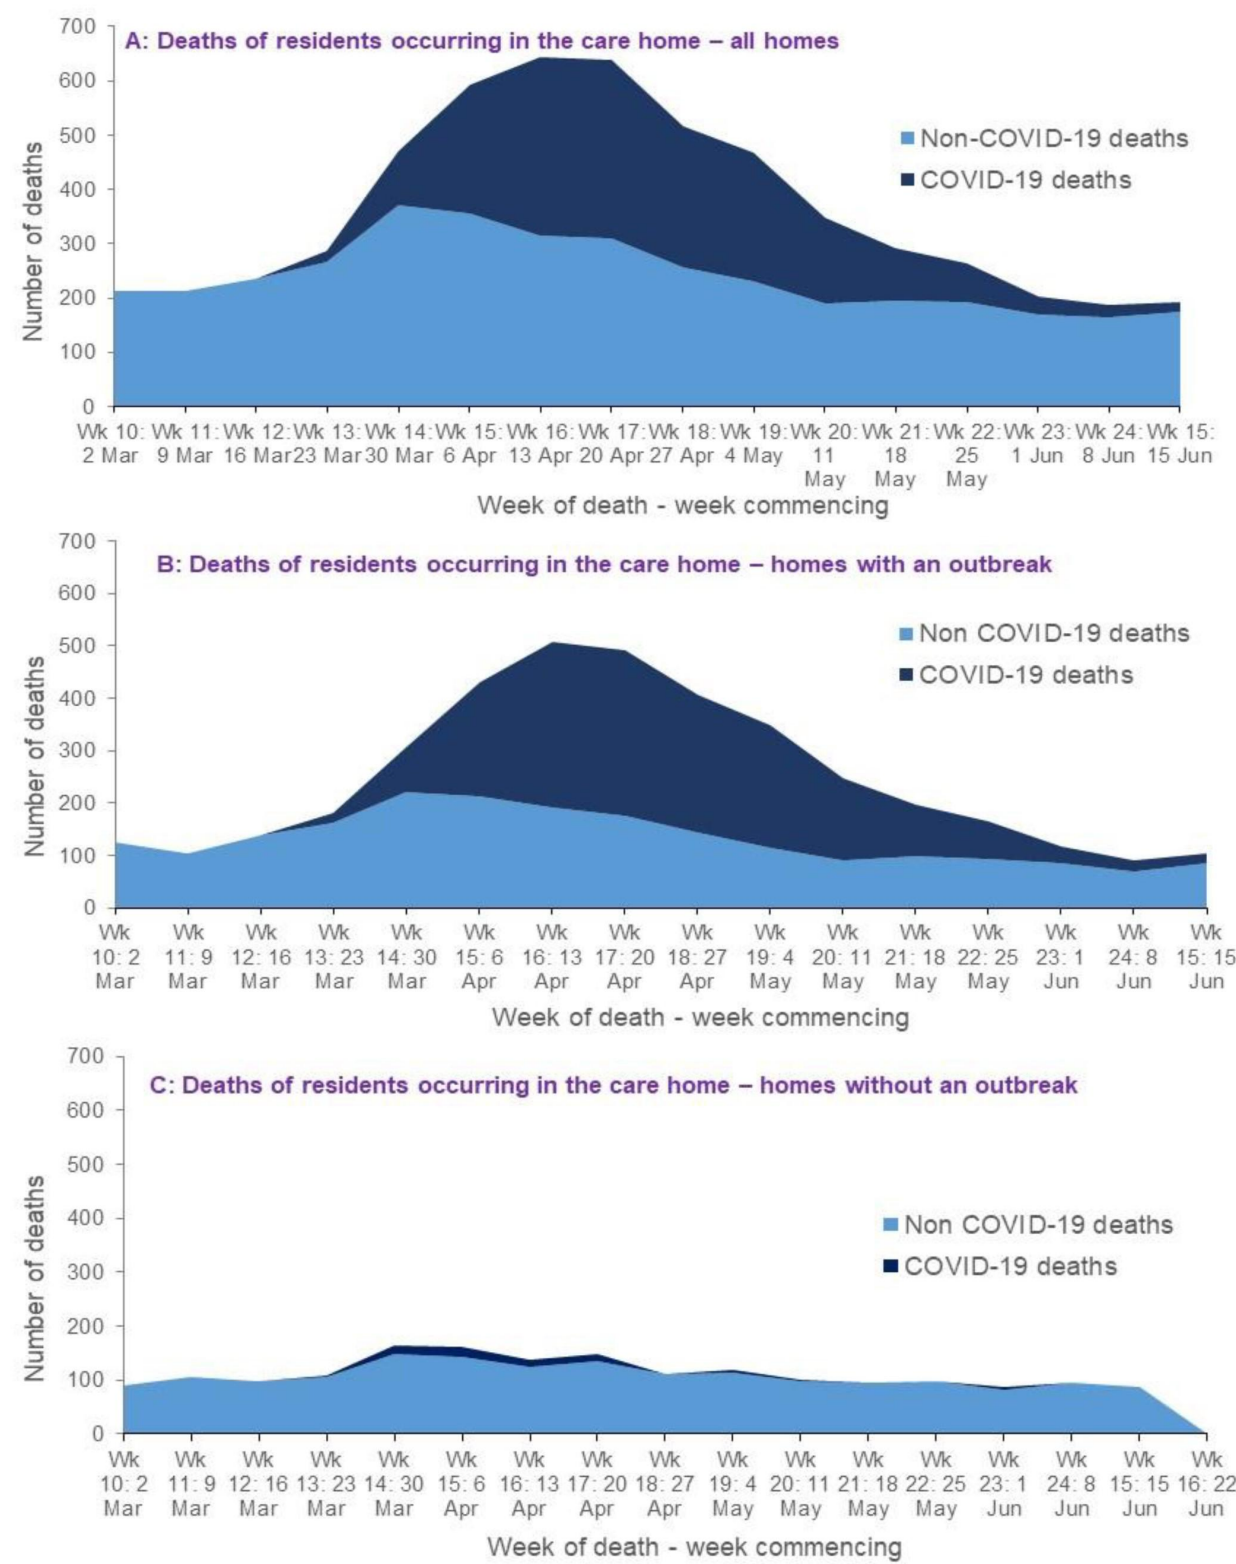 A: Deaths of residents occurring in the care home – all homes
Number of deaths
700
600
500
400
300
200
100
0
Non-COVID-19 deaths
COVID-19 deaths
Wk 10: Wk 11: Wk 12: Wk 13: Wk 14: Wk 15: Wk 16: Wk 17: Wk 18: Wk 19: Wk 20: Wk 21: Wk 22: Wk 23: Wk 24: Wk 15:
2 Mar 9 Mar 16 Mar 23 Mar 30 Mar 6 Apr 13 Apr 20 Apr 27 Apr 4 May 11 18 25 1 Jun 8 Jun 15 Jun
May May May
Week of death - week commencing
B: Deaths of residents occurring in the care home – homes with an outbreak
Number of deaths
700
600
500
400
300
200
100
0
Non COVID-19 deaths
COVID-19 deaths
Wk Wk Wk Wk Wk Wk Wk Wk Wk Wk Wk Wk Wk Wk Wk Wk
10: 2 11: 9 12: 16 13: 23 14: 30 15: 6 16: 13 17: 20 18: 27 19: 4 20: 11 21: 18 22: 25 23: 1 24: 8 15: 15
Mar Mar Mar Mar Mar Apr Apr Apr Apr May May May May Jun Jun Jun
Week of death - week commencing
C: Deaths of residents occurring in the care home – homes without an outbreak
Number of deaths
700
600
500
400
300
200
100
0
Non COVID-19 deaths
COVID-19 deaths
Wk Wk Wk Wk Wk Wk Wk Wk Wk Wk Wk Wk Wk Wk Wk Wk Wk
10: 2 11: 9 12: 16 13: 23 14: 30 15: 6 16: 13 17: 20 18: 27 19: 4 20: 11 21: 18 22: 25 23: 1 24: 8 15: 15 16: 22
Mar Mar Mar Mar Mar Apr Apr Apr Apr May May May May Jun Jun Jun Jun
Week of death - week commencing